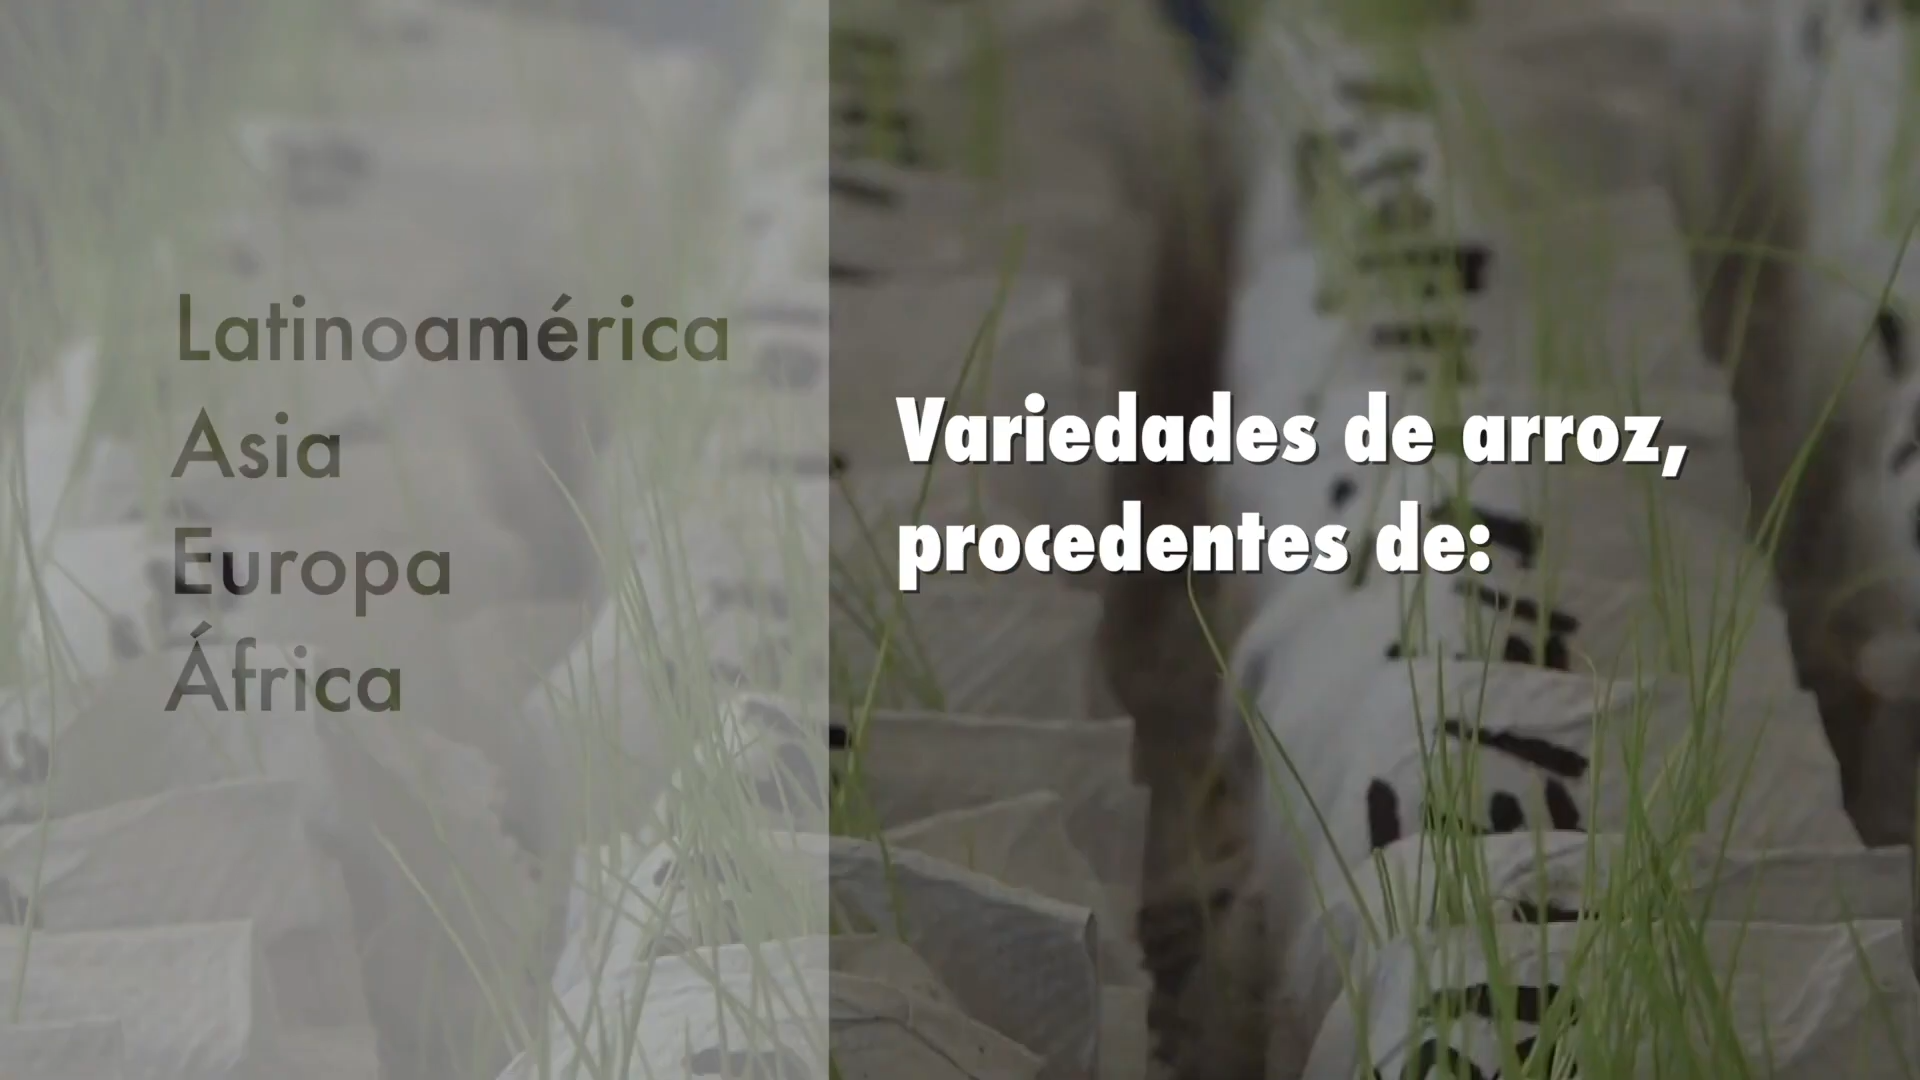 Latinoamérica
Asia
Europa
África
Variedades de arroz,
procedentes de: